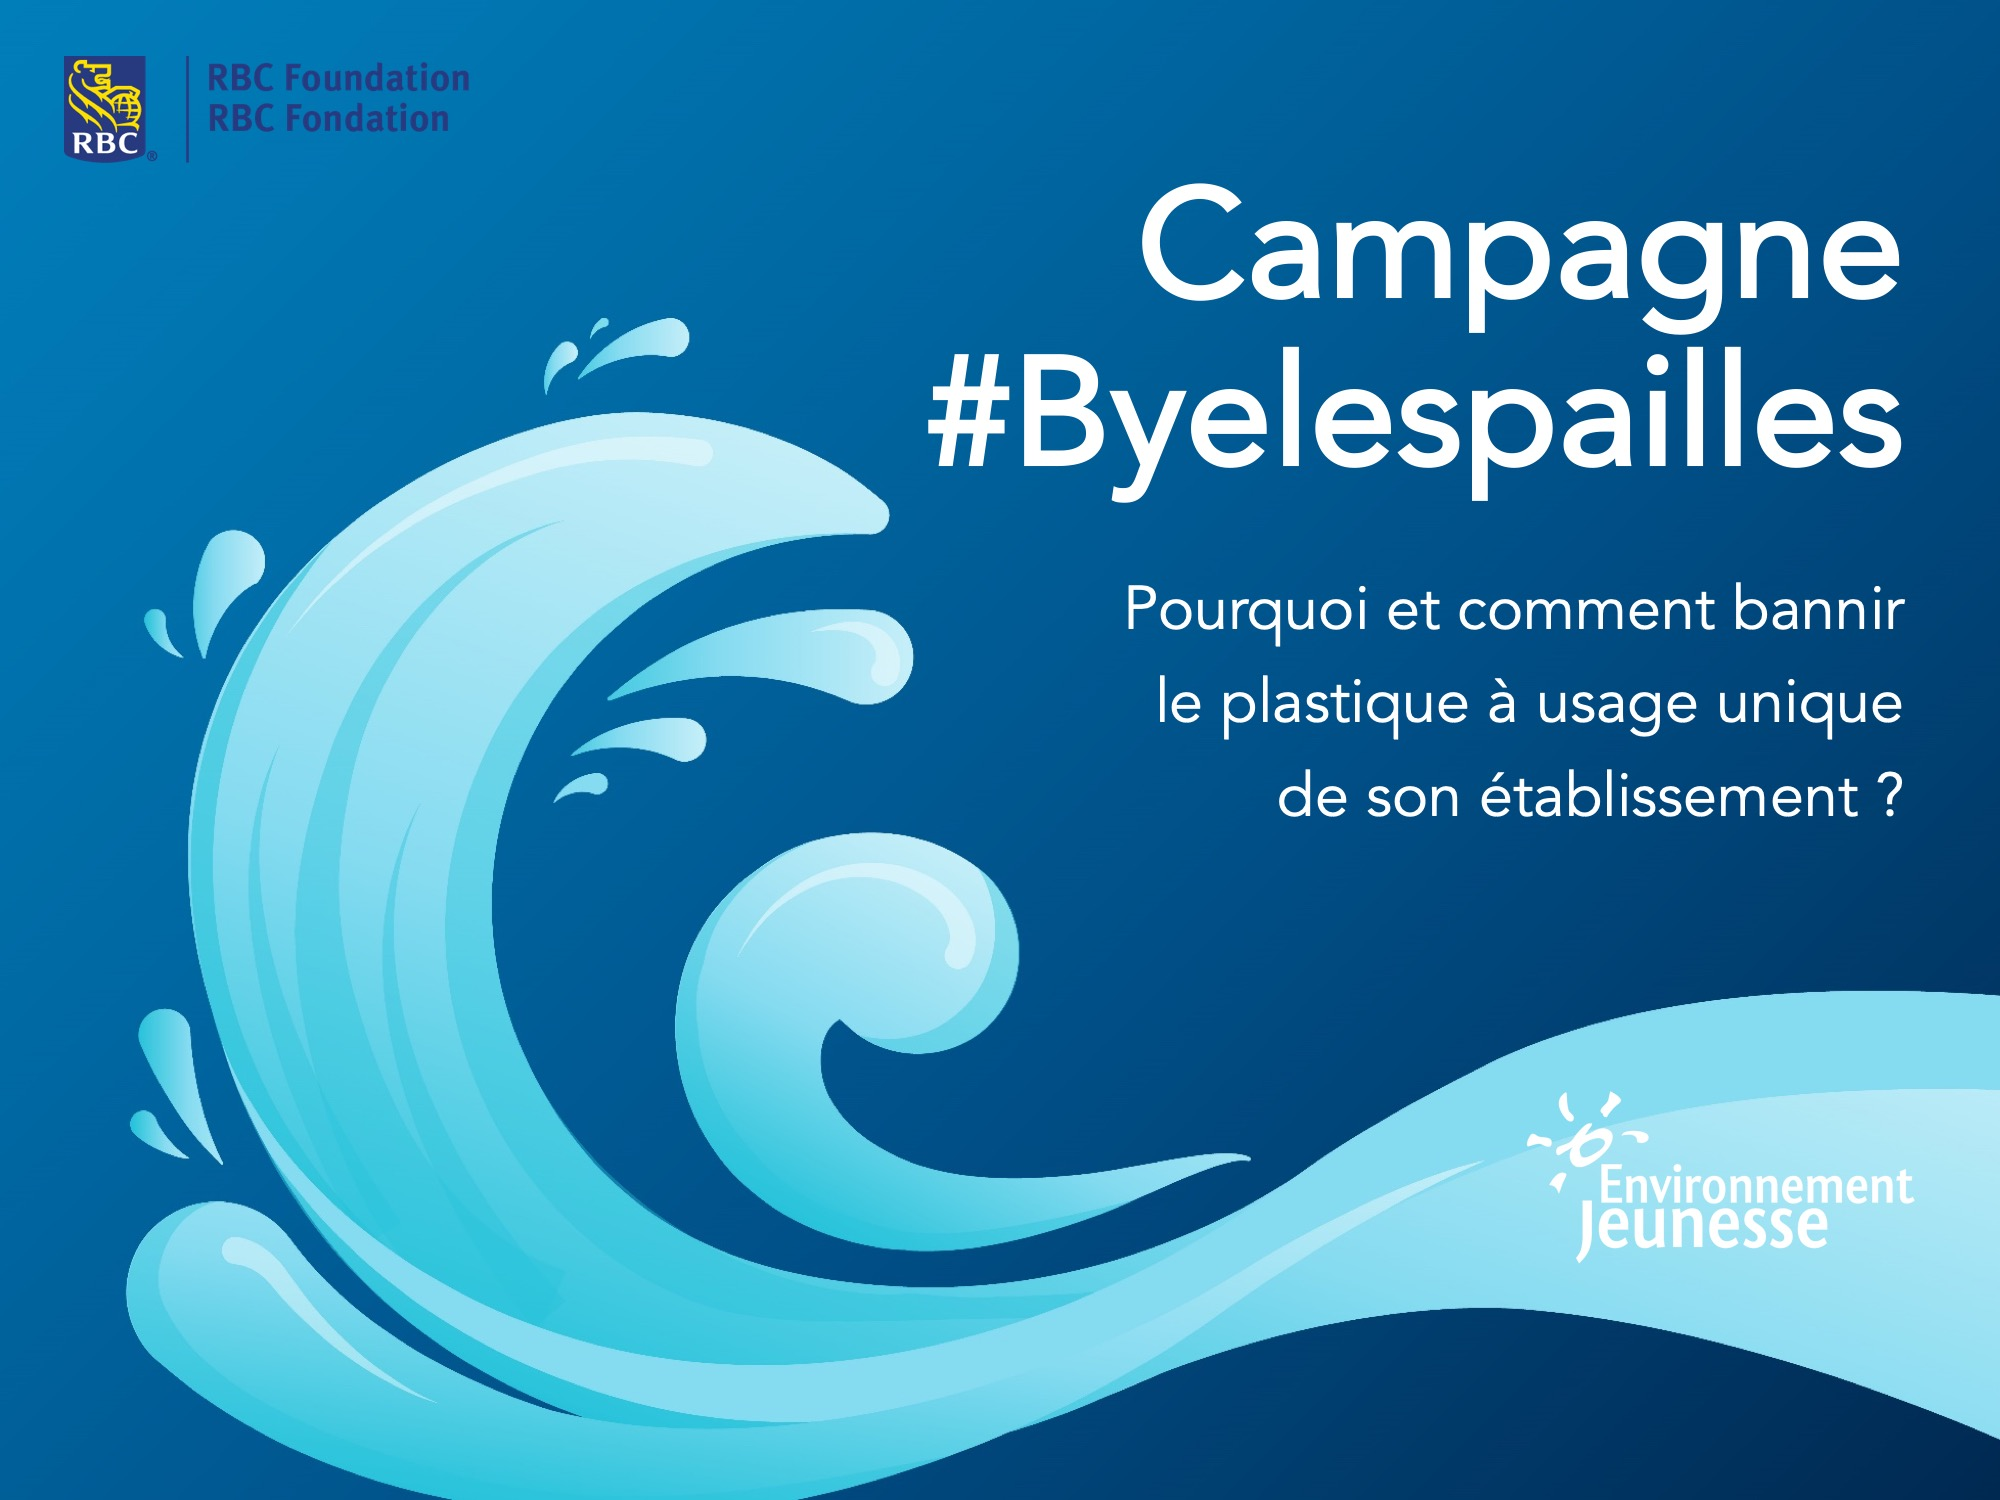 RBC Foundation
RBC Fondation
RBC®
Campagne
#Byelespailles
Pourquoi et comment bannir
le plastique à usage unique
de son établissement ?
Environnement
Jeunesse